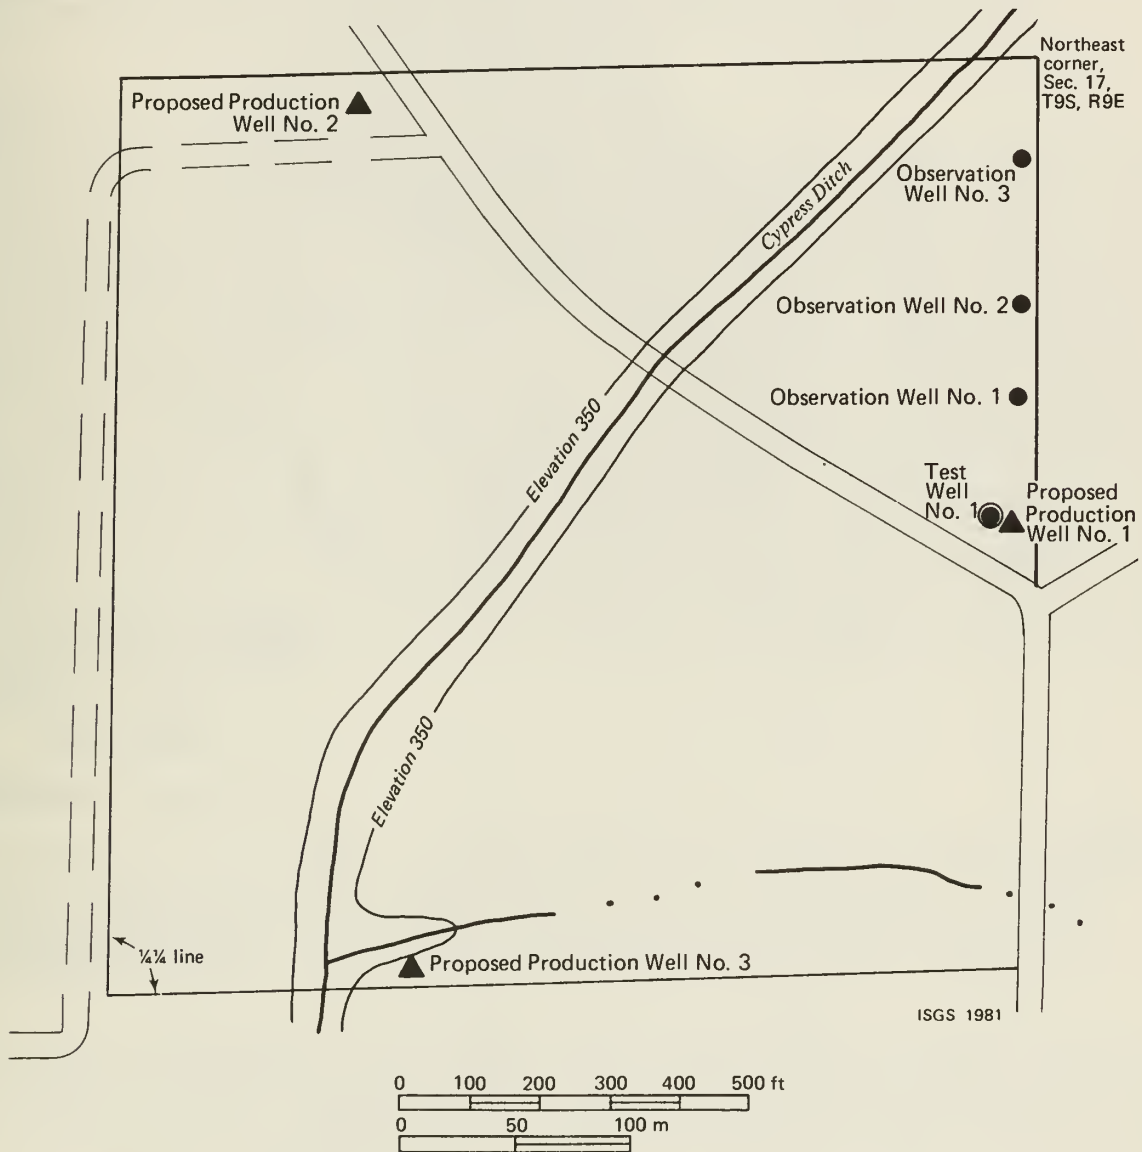 Northeast
corner,
Sec. 17,
T9S, R9E
Proposed Production
Well No. 2
Observation
Well No. 3
Cypress Ditch
Observation Well No. 2
Observation Well No. 1
Elevation 350
Test
Well
No. 1
Proposed
Production
Well No. 1
Elevation 350
¼¼ line
Proposed Production Well No. 3
ISGS 1981
0 100 200 300 400 500 ft
0 50 100 m